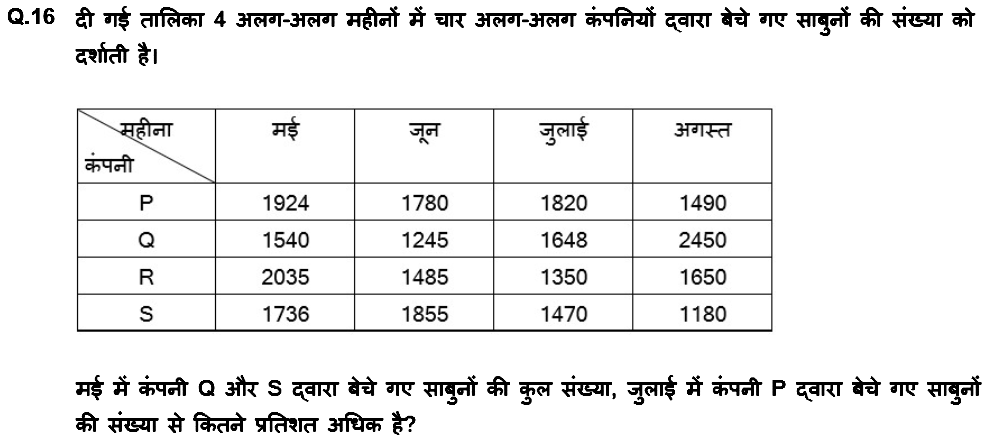 Q.16 दी गई तालिका 4 अलग-अलग महीनों में चार अलग-अलग कंपनियों द्वारा बेचे गए साबुनों की संख्या को
दर्शाती है।
महीना मई जून जुलाई अगस्त
कंपनी
P 1924 1780 1820 1490
Q 1540 1245 1648 2450
R 2035 1485 1350 1650
S 1736 1855 1470 1180
मई में कंपनी Q और S द्वारा बेचे गए साबुनों की कुल संख्या, जुलाई में कंपनी P द्वारा बेचे गए साबुनों
की संख्या से कितने प्रतिशत अधिक है?